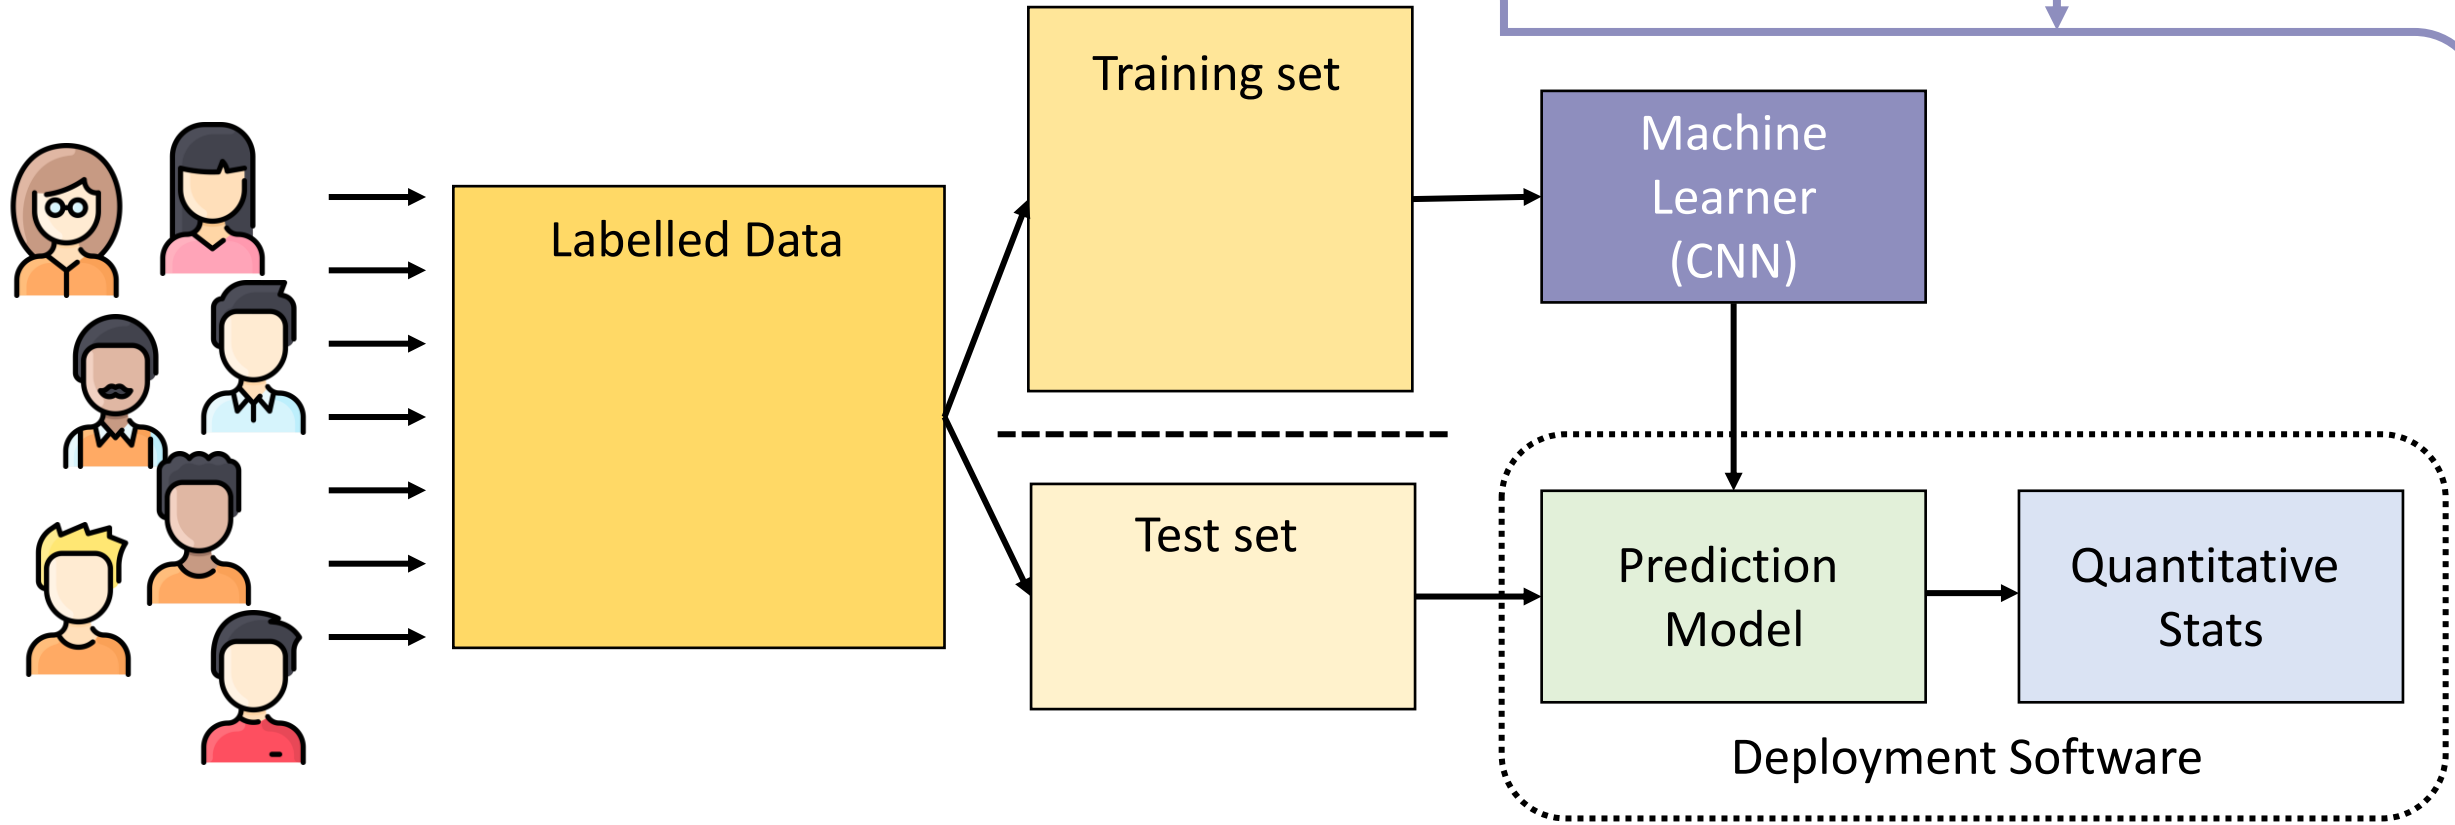 Training set
Machine
Learner
(CNN)
Labelled Data
Test set
Prediction
Model
Quantitative
Stats
Deployment Software